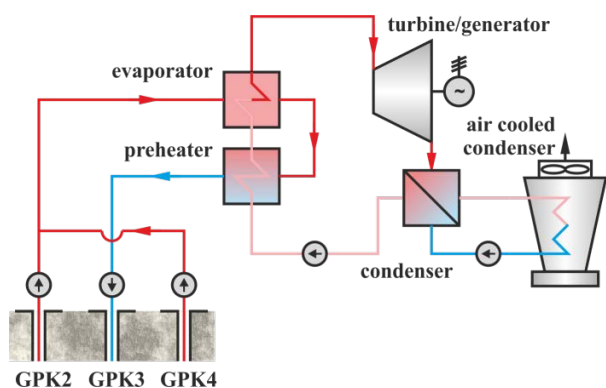 turbine/generator
evaporator
~
air cooled
condenser
preheater
condenser
GPK2 GPK3 GPK4